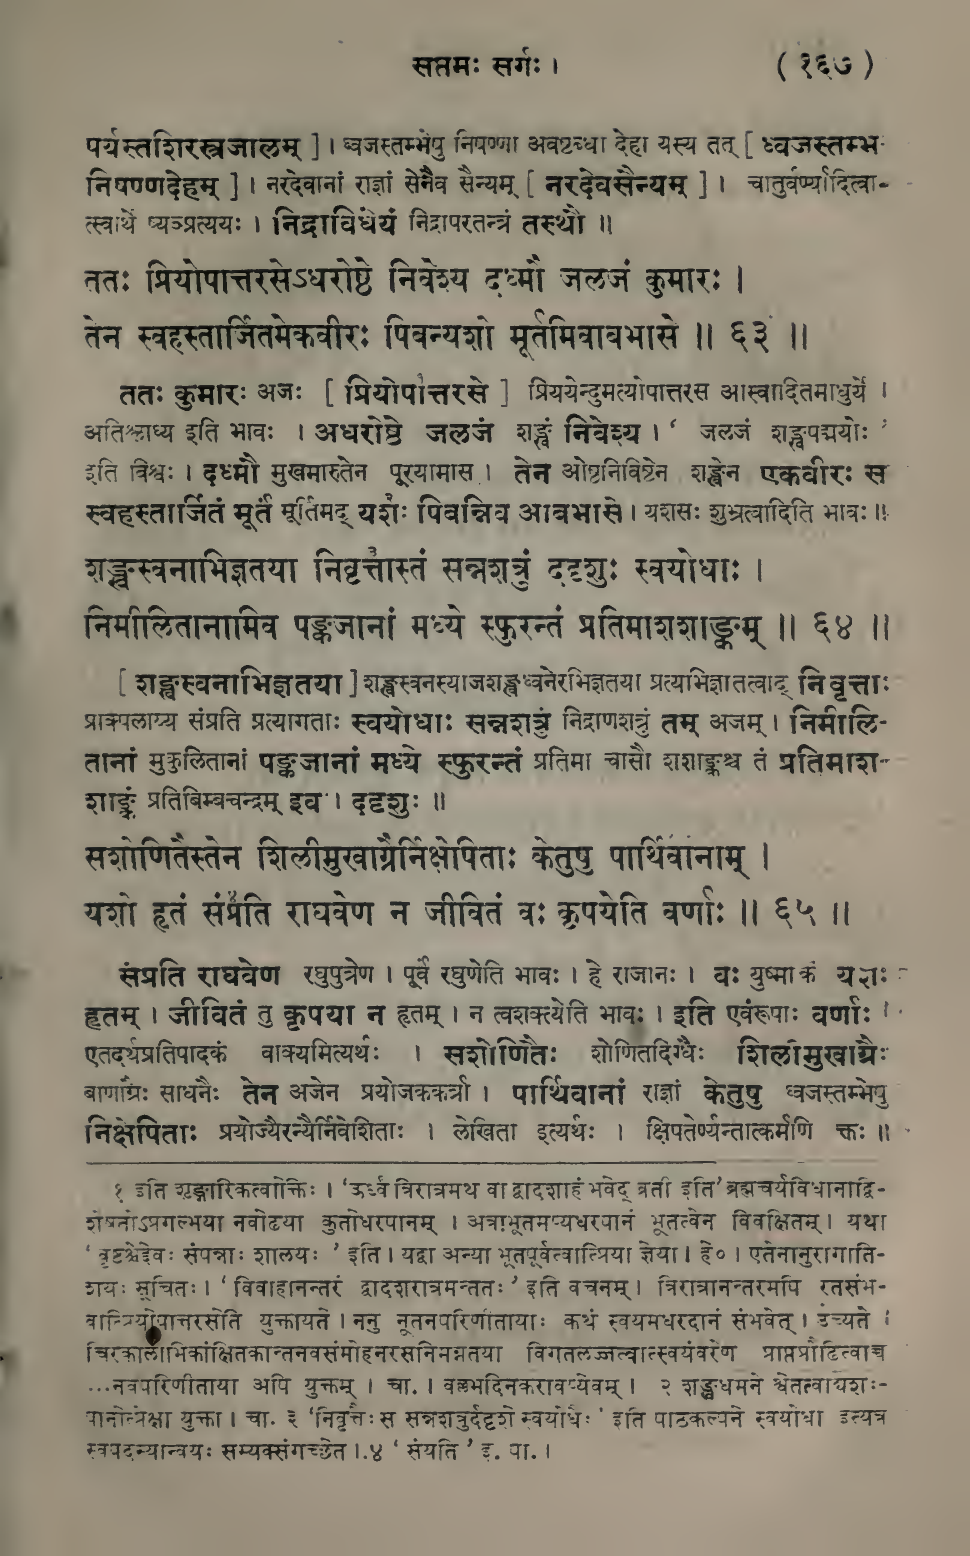 सप्तमः सर्गः । ( १६७ )
पर्यस्तशिरस्त्रजालम् ] । ध्वजस्तम्भेषु निषण्णा अवष्टब्धा देहा यस्य तत् [ ध्वजस्तम्भ-
निषण्णदेहम् ] । नरदेवानां राज्ञां सेनैव सैन्यम् [ नरदेवसैन्यम् ] । चातुर्वर्ण्यादित्वा-
त्स्वार्थे ष्यञ्प्रत्ययः । निद्राविधेयं निद्रापरतन्त्रं तस्थौ ॥
ततः प्रियोपात्तरसेऽधरोष्ठे निवेश्य दध्मौ जलजं कुमारः ।
तेन स्वहस्तार्जितमेकवीरः पिबन्यशो मूर्तमिवाबभासे ॥ ६३ ॥
ततः कुमारः अजः [ प्रियोपात्तरसे ] प्रिययेन्दुमत्योपात्तरस आस्वादितमाधुर्ये ।
अतिश्लाध्य इति भावः । अधरोष्ठे जलजं शङ्खं निवेश्य । ‘ जलजं शङ्खपद्मयोः ’
इति विश्वः । दध्मौ मुखमारुतेन पूरयामास । तेन ओष्ठनिविष्टेन शङ्खेन एकवीरः स
स्वहस्तार्जितं मूर्तं मूर्तिमद् यशः पिबन्निव आबभासे । यशसः शुभ्रत्वादिति भावः ॥
शङ्खस्वनाभिज्ञतया निवृत्तास्तं सन्नशत्रुं ददृशुः स्वयोधाः ।
निमीलितानामिव पङ्कजानां मध्ये स्फुरन्तं प्रतिमाशशाङ्कम् ॥ ६४ ॥
[ शङ्खस्वनाभिज्ञतया ] शङ्खस्वनस्याजशङ्खध्वनेरभिज्ञतया प्रत्यभिज्ञातत्वाद् निवृत्ताः
प्राक्पलाय्य संप्रति प्रत्यागताः स्वयोधाः सन्नशत्रुं निद्राणशत्रुं तम् अजम् । निमीलि-
तानां मुकुलितानां पङ्कजानां मध्ये स्फुरन्तं प्रतिमा चासौ शशाङ्कश्च तं प्रतिमाश-
शाङ्कं प्रतिबिम्बचन्द्रम् इव । ददृशुः ॥
सशोणितैस्तेन शिलीमुखाग्रैर्निक्षेपिताः केतुषु पार्थिवानाम् ।
यशो हृतं संप्रति राघवेण न जीवितं वः कृपयेति वर्णाः ॥ ६५ ॥
संप्रति राघवेण रघुपुत्रेण । पूर्वं रघुणेति भावः । हे राजानः । वः युष्माकं यशः
हृतम् । जीवितं तु कृपया न हृतम् । न त्वशक्त्येति भावः । इति एवंरूपाः वर्णाः ।
एतदर्थप्रतिपादकं वाक्यमित्यर्थः । सशोणितैः शोणितदिग्धैः शिलीमुखाग्रैः
बाणाग्रैः साधनैः तेन अजेन प्रयोजककर्त्रा । पार्थिवानां राज्ञां केतुषु ध्वजस्तम्भेषु
निक्षेपिताः प्रयोज्यैरन्यैर्निवेशिताः । लेखिता इत्यर्थः । क्षिपतेर्ण्यन्तात्कर्मणि क्तः ॥
१ इति शृङ्गारिकत्वोक्तिः । ‘ऊर्ध्वं त्रिरात्रमथ वा द्वादशाहं भवेद् व्रती इति’ ब्रह्मचर्यविधानाद्वि-
शेषतोऽप्रगल्भया नवोढया कुतोधरपानम् । अत्राभूतमप्यधरपानं भूतत्वेन विवक्षितम् । यथा
‘ वृष्टश्चेद्देवः संपन्नाः शालयः ’ इति । यद्वा अन्या भूतपूर्वत्वात्प्रिया ज्ञेया । हे० । एतेनानुरागाति-
शयः सूचितः । ‘ विवाहानन्तरं द्वादशरात्रमन्ततः ’ इति वचनम् । त्रिरात्रानन्तरमपि रतसंभ-
वात्प्रियोपात्तरसेति युक्तायते । ननु नूतनपरिणीतायाः कथं स्वयमधरदानं संभवेत् । उच्यते ।
चिरकालाभिकांक्षितकान्तनवसंमोहनरसनिमग्नतया विगतलज्जत्वात्स्वयंवरेण प्राप्तप्रौढित्वाच्च
...नवपरिणीताया अपि युक्तम् । चा. । वल्लभदिनकरावप्येवम् । २ शङ्खधमने श्वेतत्वाद्यशः-
पानोत्प्रेक्षा युक्ता । चा. ३ ‘निवृत्तैः स सन्नशत्रुर्ददृशे स्वयोधैः ’ इति पाठकल्पने स्वयोधा इत्यत्र
स्वपदस्यान्वयः सम्यक्संगच्छेत । ४ ‘ संयति ’ इ. पा. ।